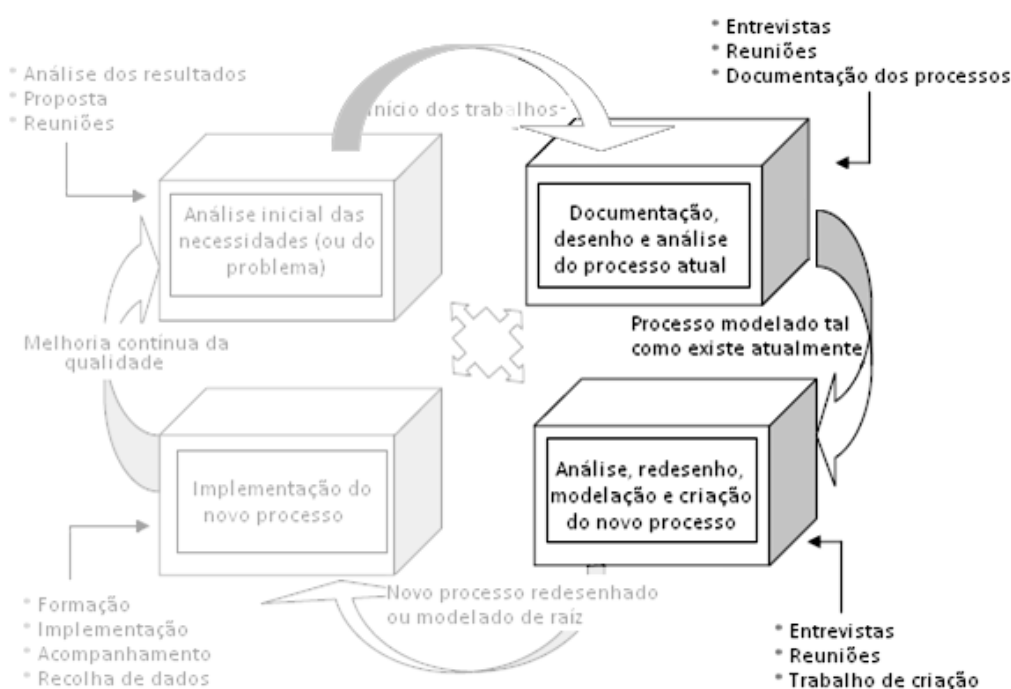 * Análise dos resultados
* Proposta
* Reuniões
Início dos trabalhos
* Entrevistas
* Reuniões
* Documentação dos processos
Análise inicial das
necessidades (ou do
problema)
Documentação,
desenho e análise
do processo atual
Melhoria contínua da
qualidade
Processo modelado tal
como existe atualmente
Implementação do
novo processo
Análise, redesenho,
modelação e criação
do novo processo
* Formação
* Implementação
* Acompanhamento
* Recolha de dados
Novo processo redesenhado
ou modelado de raíz
* Entrevistas
* Reuniões
* Trabalho de criação